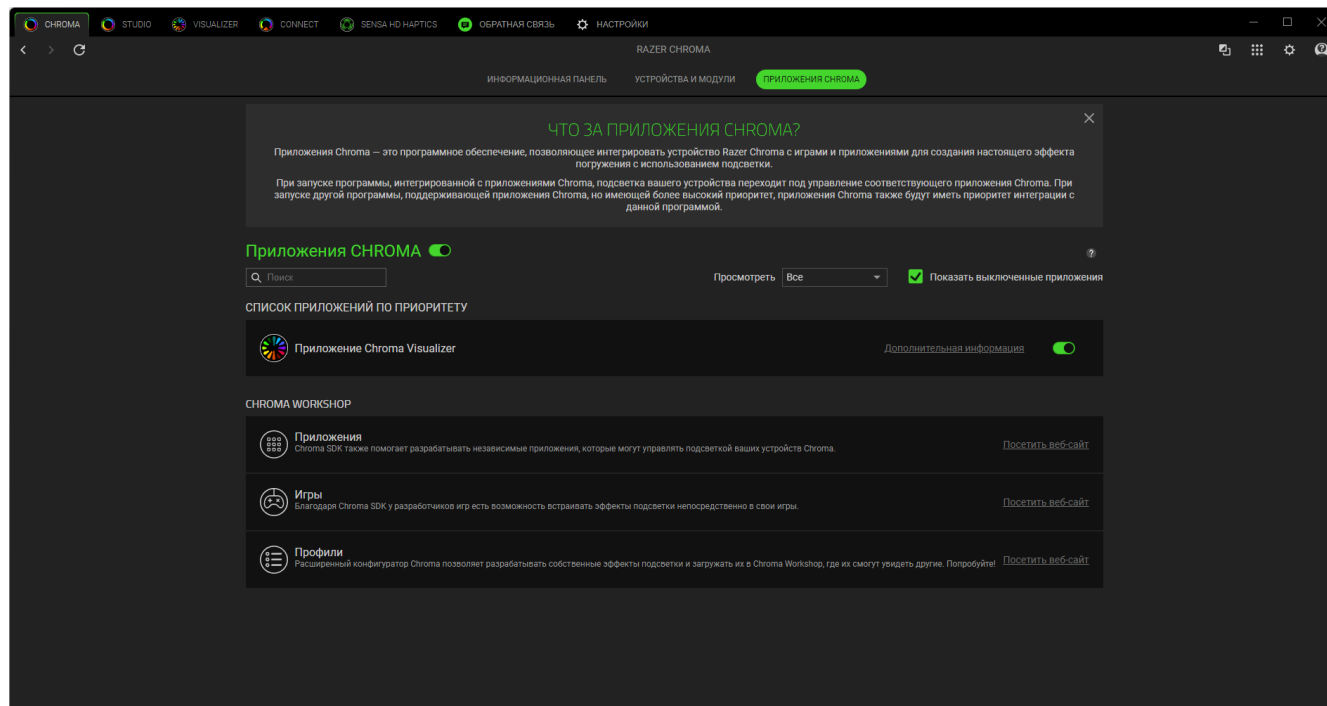 CHROMA STUDIO VISUALIZER CONNECT SENSA HD HAPTICS ОБРАТНАЯ СВЯЗЬ НАСТРОЙКИ
RAZER CHROMA
ИНФОРМАЦИОННАЯ ПАНЕЛЬ УСТРОЙСТВА И МОДУЛИ ПРИЛОЖЕНИЯ CHROMA
ЧТО ЗА ПРИЛОЖЕНИЯ CHROMA?
Приложения Chroma — это программное обеспечение, позволяющее интегрировать устройство Razer Chroma с играми и приложениями для создания настоящего эффекта
погружения с использованием подсветки.
При запуске программы, интегрированной с приложениями Chroma, подсветка вашего устройства переходит под управление соответствующего приложения Chroma. При
запуске другой программы, поддерживающей приложения Chroma, но имеющей более высокий приоритет, приложения Chroma также будут иметь приоритет интеграции с
данной программой.
Приложения CHROMA
?
Поиск Просмотреть Все Показать выключенные приложения
СПИСОК ПРИЛОЖЕНИЙ ПО ПРИОРИТЕТУ
Приложение Chroma Visualizer Дополнительная информация
CHROMA WORKSHOP
Приложения
Chroma SDK также помогает разрабатывать независимые приложения, которые могут управлять подсветкой ваших устройств Chroma. Посетить веб-сайт
Игры
Благодаря Chroma SDK у разработчиков игр есть возможность встраивать эффекты подсветки непосредственно в свои игры. Посетить веб-сайт
Профили
Расширенный конфигуратор Chroma позволяет разрабатывать собственные эффекты подсветки и загружать их в Chroma Workshop, где их смогут увидеть другие. Попробуйте! Посетить веб-сайт